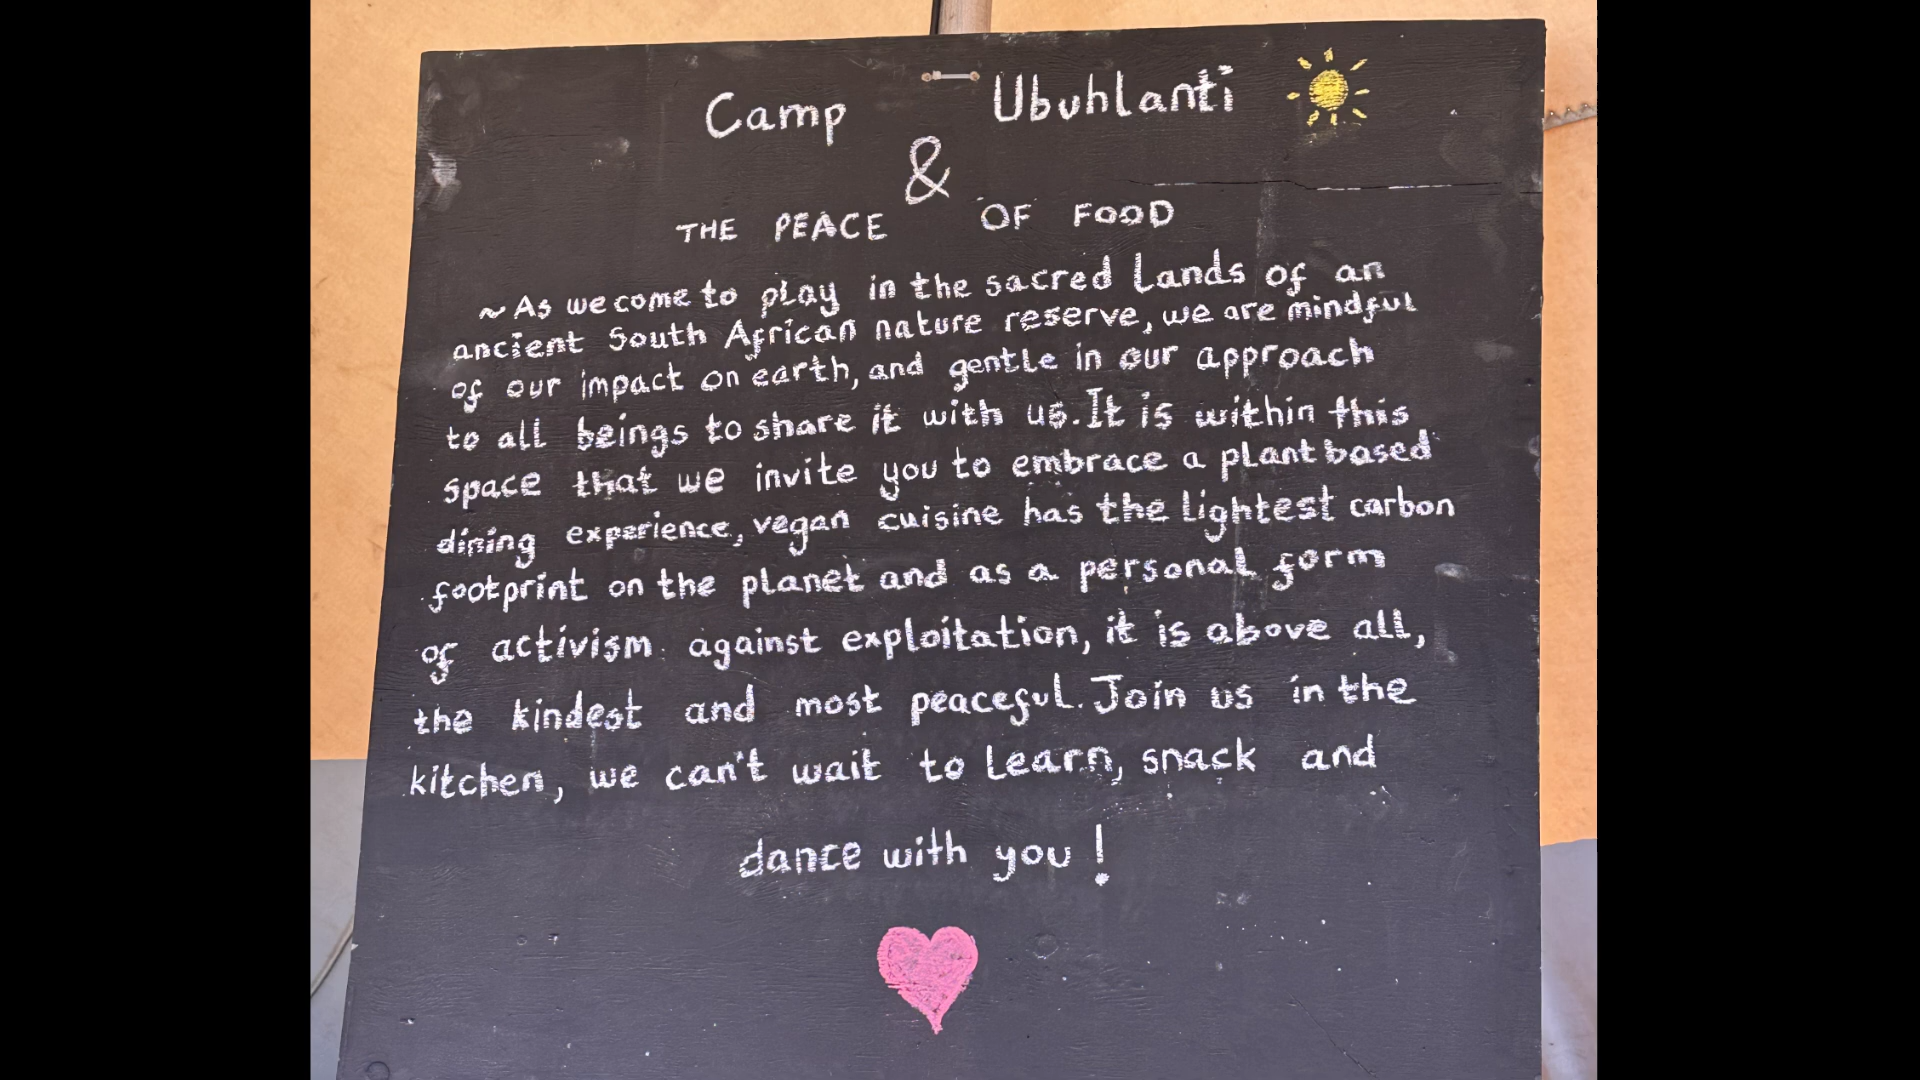 Camp Ubuhlanti
&
THE PEACE OF FOOD
~ As we come to play in the sacred lands of an
ancient South African nature reserve, we are mindful
of our impact on earth, and gentle in our approach
to all beings to share it with us. It is within this
space that we invite you to embrace a plant based
dining experience, vegan cuisine has the lightest carbon
footprint on the planet and as a personal form
of activism against exploitation, it is above all,
the kindest and most peaceful. Join us in the
kitchen, we can't wait to learn, snack and
dance with you !